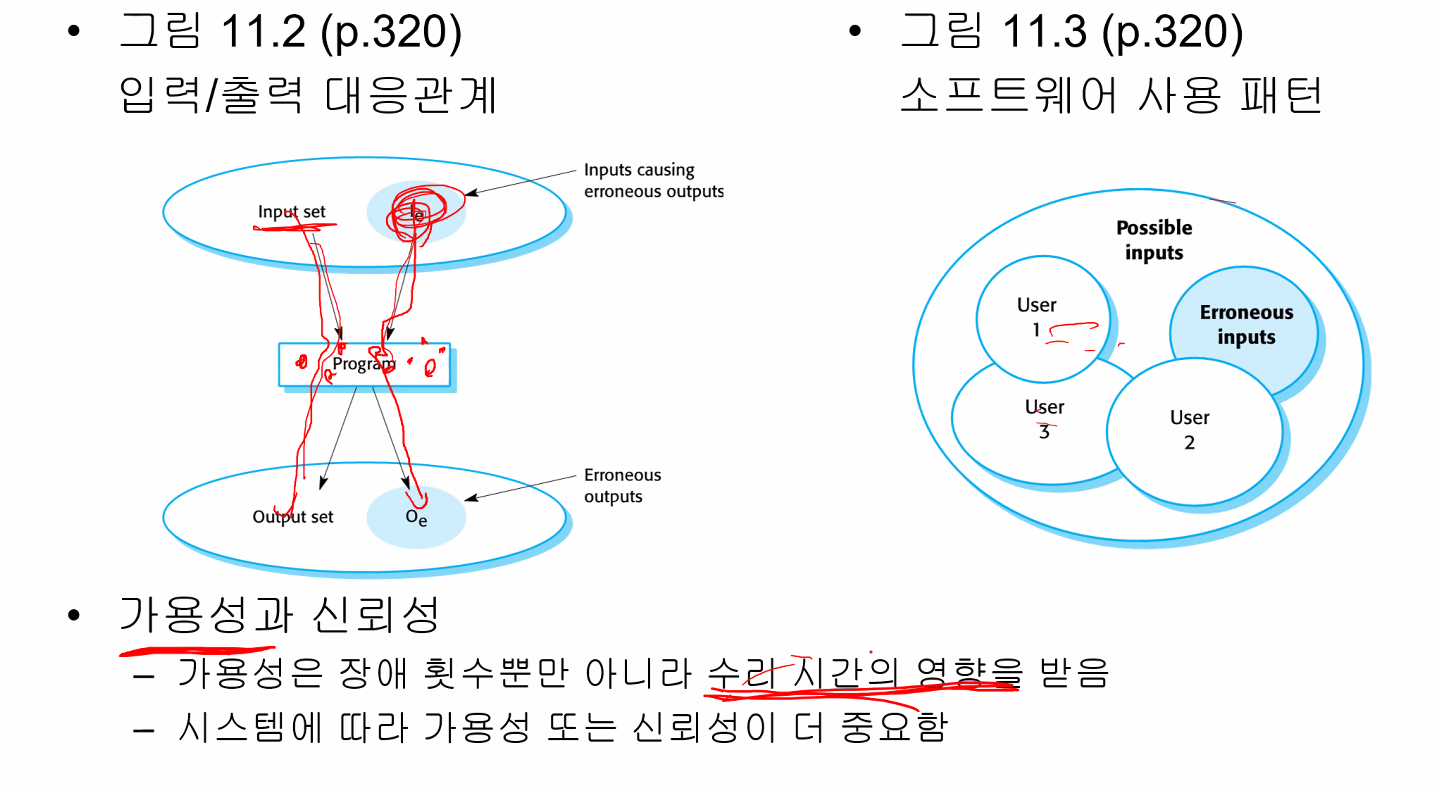 • 그림 11.2 (p.320)
입력/출력 대응관계
Inputs causing
erroneous outputs
Input set
Ie
Program
Erroneous
outputs
Output set
Oe
• 그림 11.3 (p.320)
소프트웨어 사용 패턴
Possible
inputs
User
1
Erroneous
inputs
User
3
User
2
• 가용성과 신뢰성
– 가용성은 장애 횟수뿐만 아니라 수리 시간의 영향을 받음
– 시스템에 따라 가용성 또는 신뢰성이 더 중요함